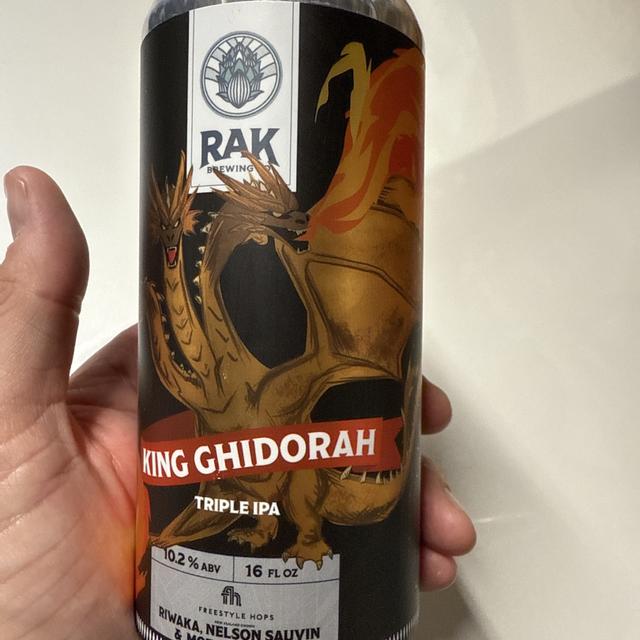 RAK
BREWING
KING GHIDORAH
TRIPLE IPA
10.2 % ABV 16 FL OZ
FREESTYLE HOPS
RIWAKA, NELSON SAUVIN
&